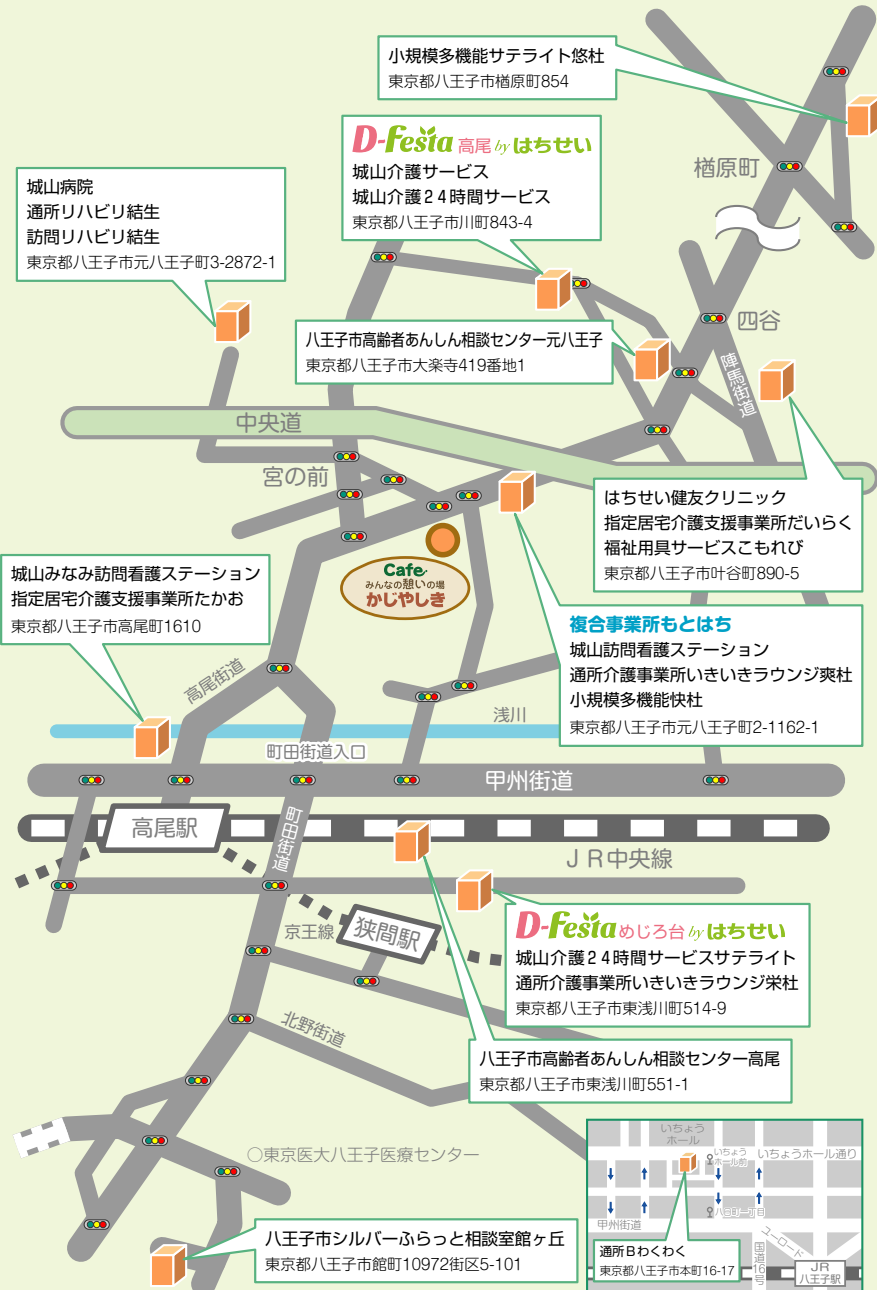 小規模多機能サテライト悠杜
東京都八王子市楢原町854
D-Festa 高尾 by はちせい
城山介護サービス
城山介護24時間サービス
東京都八王子市川町843-4
楢原町
城山病院
通所リハビリ結生
訪問リハビリ結生
東京都八王子市元八王子町3-2872-1
四谷
八王子市高齢者あんしん相談センター元八王子
東京都八王子市大楽寺419番地1
陣馬街道
中央道
宮の前
はちせい健友クリニック
指定居宅介護支援事業所だいらく
福祉用具サービスこもれび
東京都八王子市叶谷町890-5
Cafe
みんなの憩いの場
かじやしき
城山みなみ訪問看護ステーション
指定居宅介護支援事業所たかお
東京都八王子市高尾町1610
複合事業所もとはち
城山訪問看護ステーション
通所介護事業所いきいきラウンジ爽杜
小規模多機能快杜
東京都八王子市元八王子町2-1162-1
高尾街道
浅川
町田街道入口
甲州街道
高尾駅
町田街道
JR中央線
京王線
狭間駅
D-Festa めじろ台 by はちせい
城山介護24時間サービスサテライト
通所介護事業所いきいきラウンジ栄杜
東京都八王子市東浅川町514-9
北野街道
八王子市高齢者あんしん相談センター高尾
東京都八王子市東浅川町551-1
○東京医大八王子医療センター
八王子市シルバーふらっと相談室館ヶ丘
東京都八王子市館町10972街区5-101
いちょう
ホール
いちょう
ホール前
いちょうホール通り
八日町一丁目
甲州街道
ユーロード
通所Bわくわく
東京都八王子市本町16-17
国道16号
JR
八王子駅